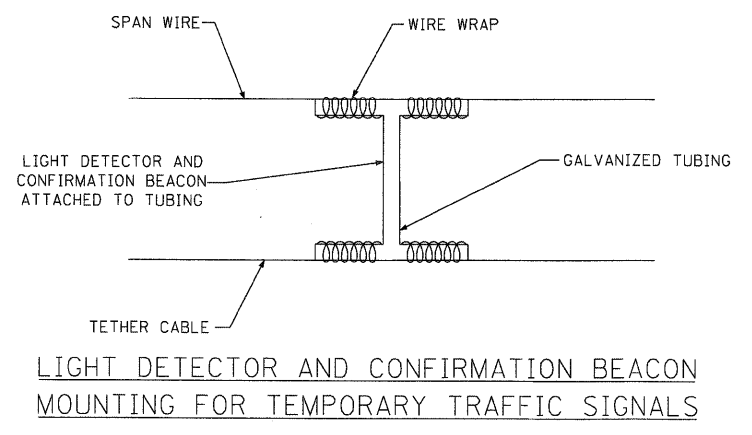 SPAN WIRE
WIRE WRAP
LIGHT DETECTOR AND
CONFIRMATION BEACON
ATTACHED TO TUBING
GALVANIZED TUBING
TETHER CABLE
LIGHT DETECTOR AND CONFIRMATION BEACON
MOUNTING FOR TEMPORARY TRAFFIC SIGNALS